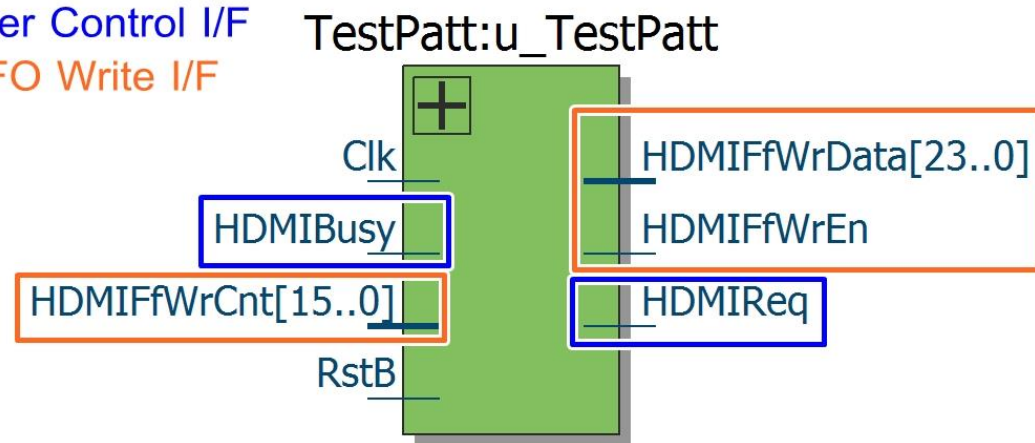 er Control I/F
TestPatt:u_TestPatt
FO Write I/F
Clk
HDMIFfWrData[23..0]
HDMIBusy
HDMIFfWrEn
HDMIFfWrCnt[15..0]
HDMIReq
RstB